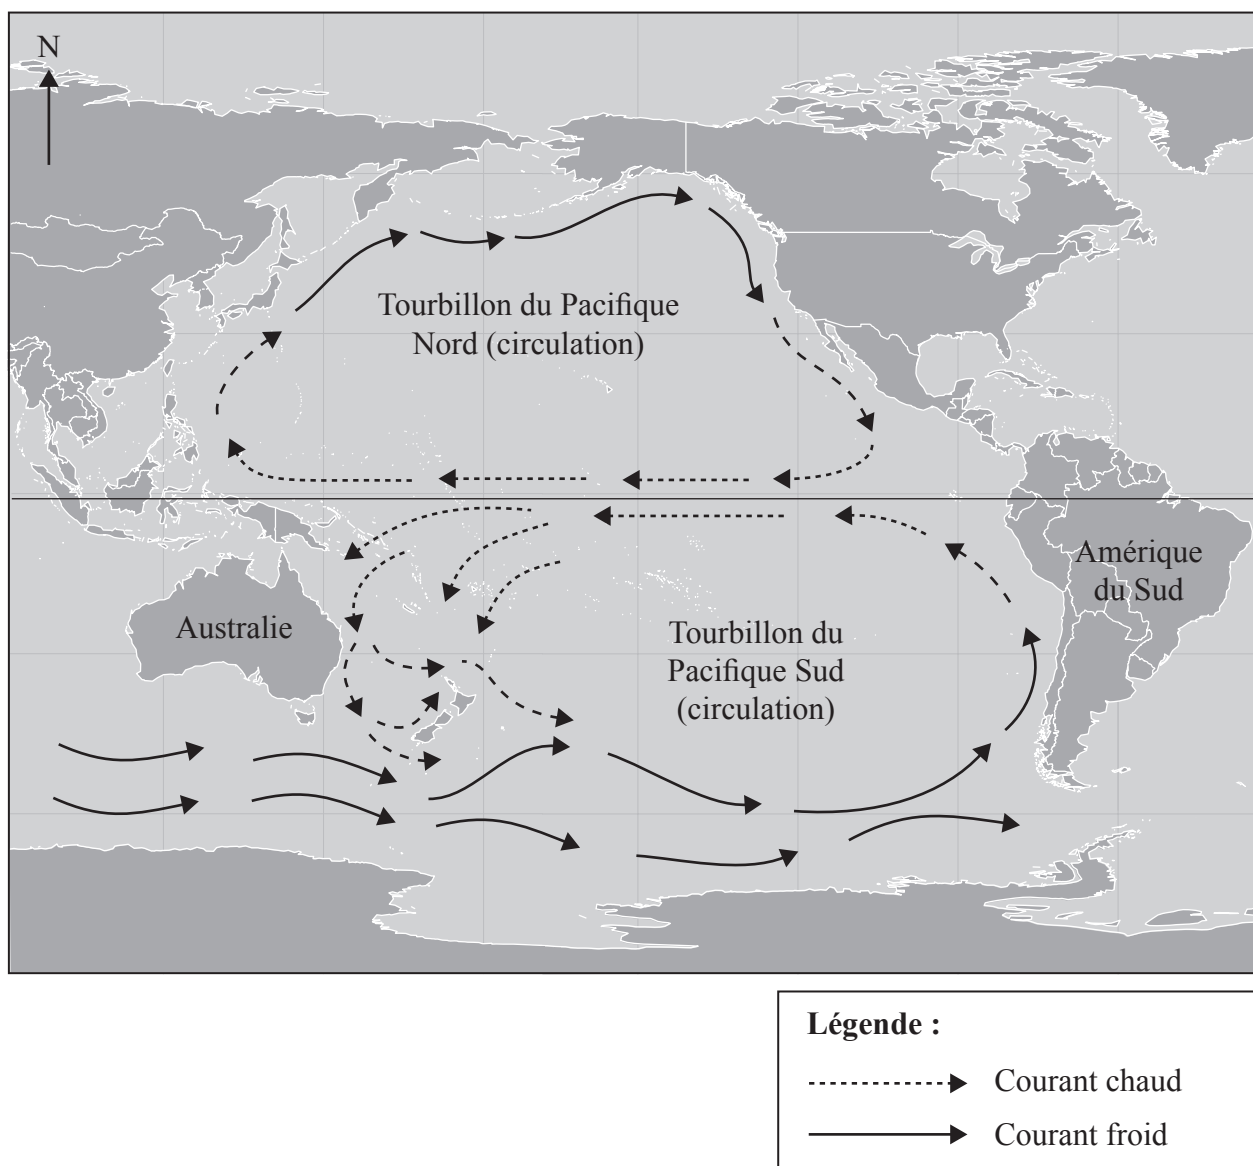 N
Tourbillon du Pacifique
Nord (circulation)
Amérique
du Sud
Australie
Tourbillon du
Pacifique Sud
(circulation)
Légende :
Courant chaud
Courant froid